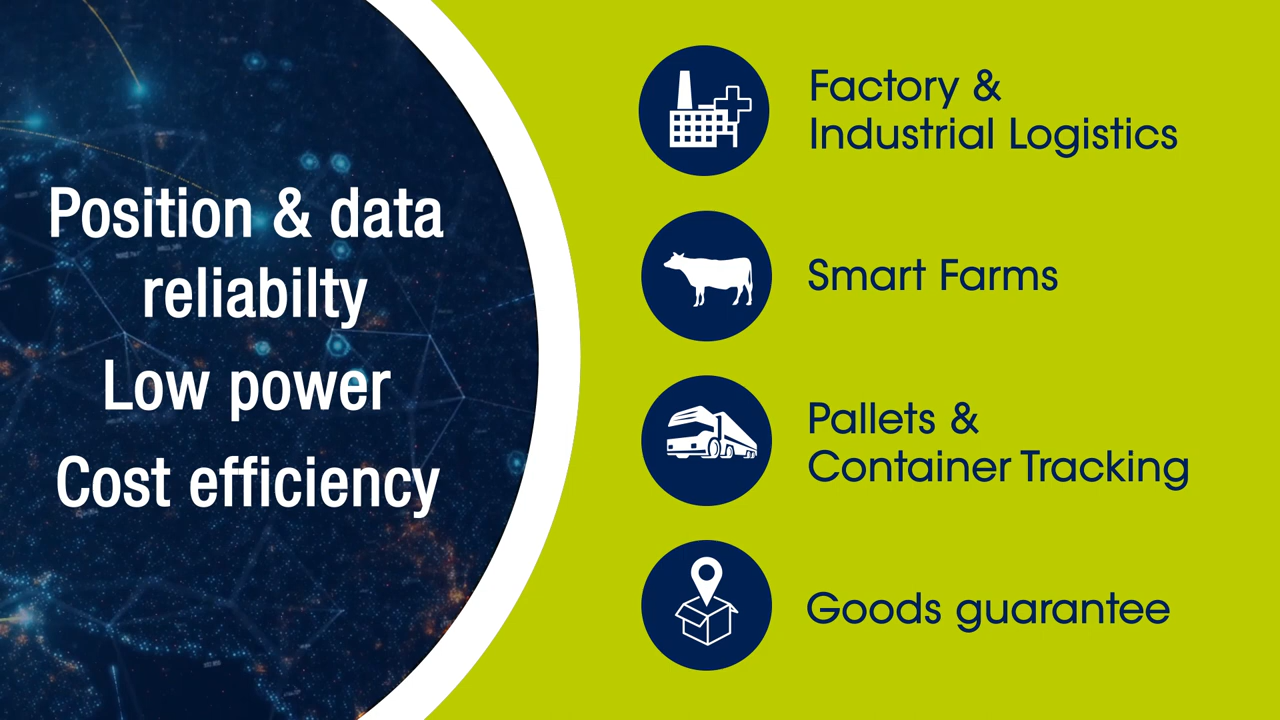 Position & data
reliabilty
Low power
Cost efficiency
Factory &
Industrial Logistics
Smart Farms
Pallets &
Container Tracking
Goods guarantee